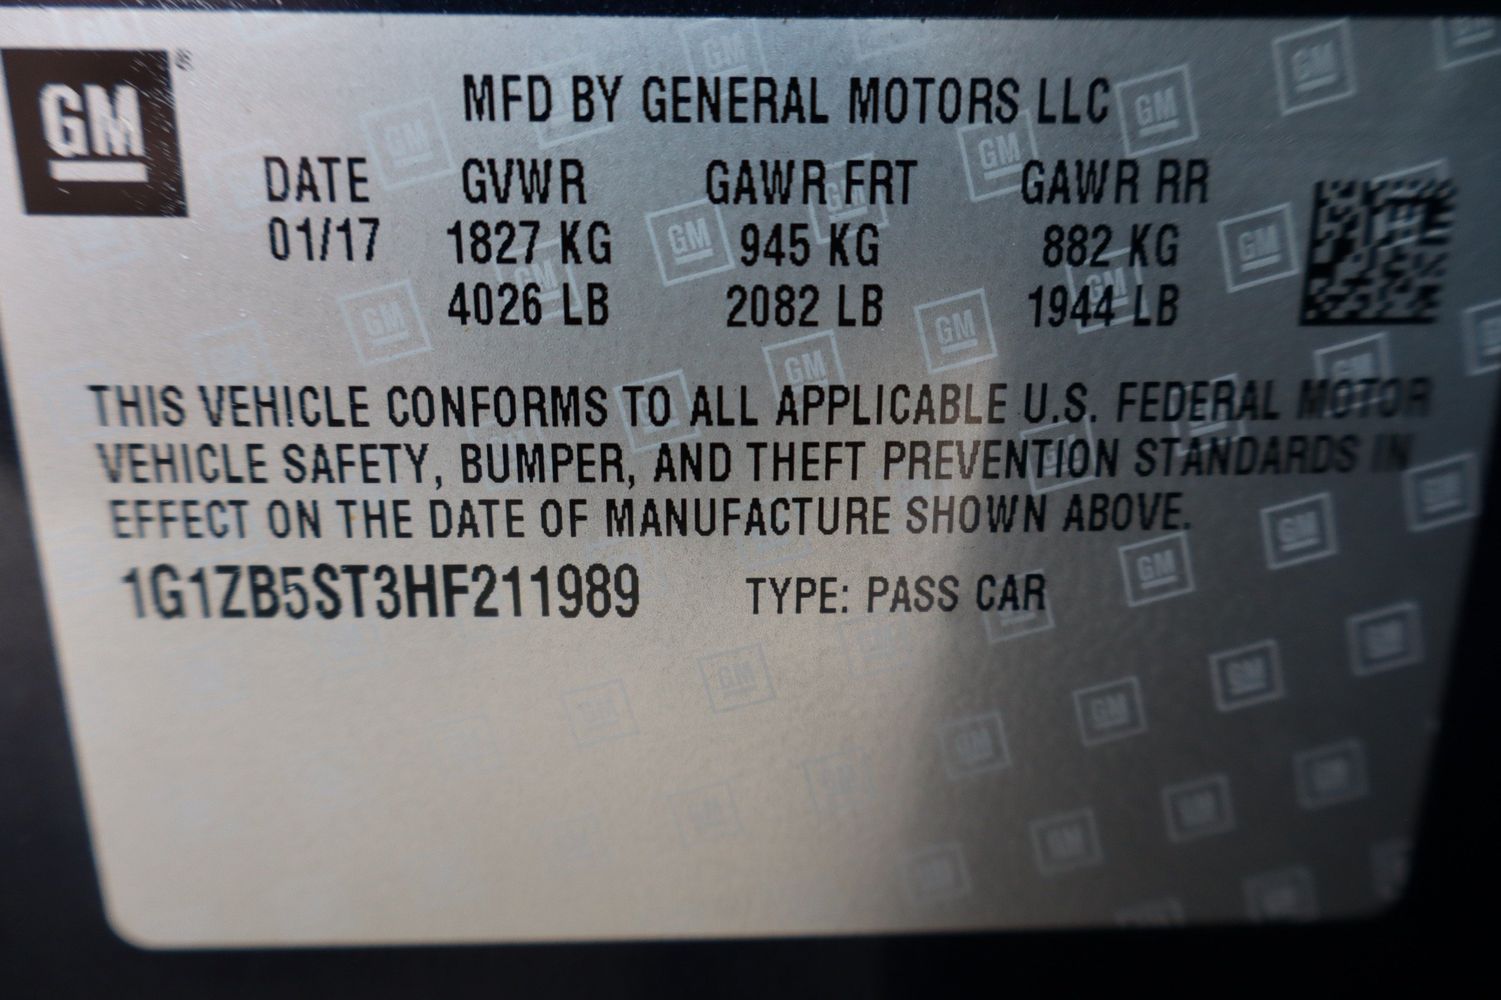 GM
MFD BY GENERAL MOTORS LLC
DATE GVWR GAWR FRT GAWR RR
01/17 1827 KG 945 KG 882 KG
4026 LB 2082 LB 1944 LB
THIS VEHICLE CONFORMS TO ALL APPLICABLE U.S. FEDERAL MOTOR
VEHICLE SAFETY, BUMPER, AND THEFT PREVENTION STANDARDS IN
EFFECT ON THE DATE OF MANUFACTURE SHOWN ABOVE.
1G1ZB5ST3HF211989 TYPE: PASS CAR